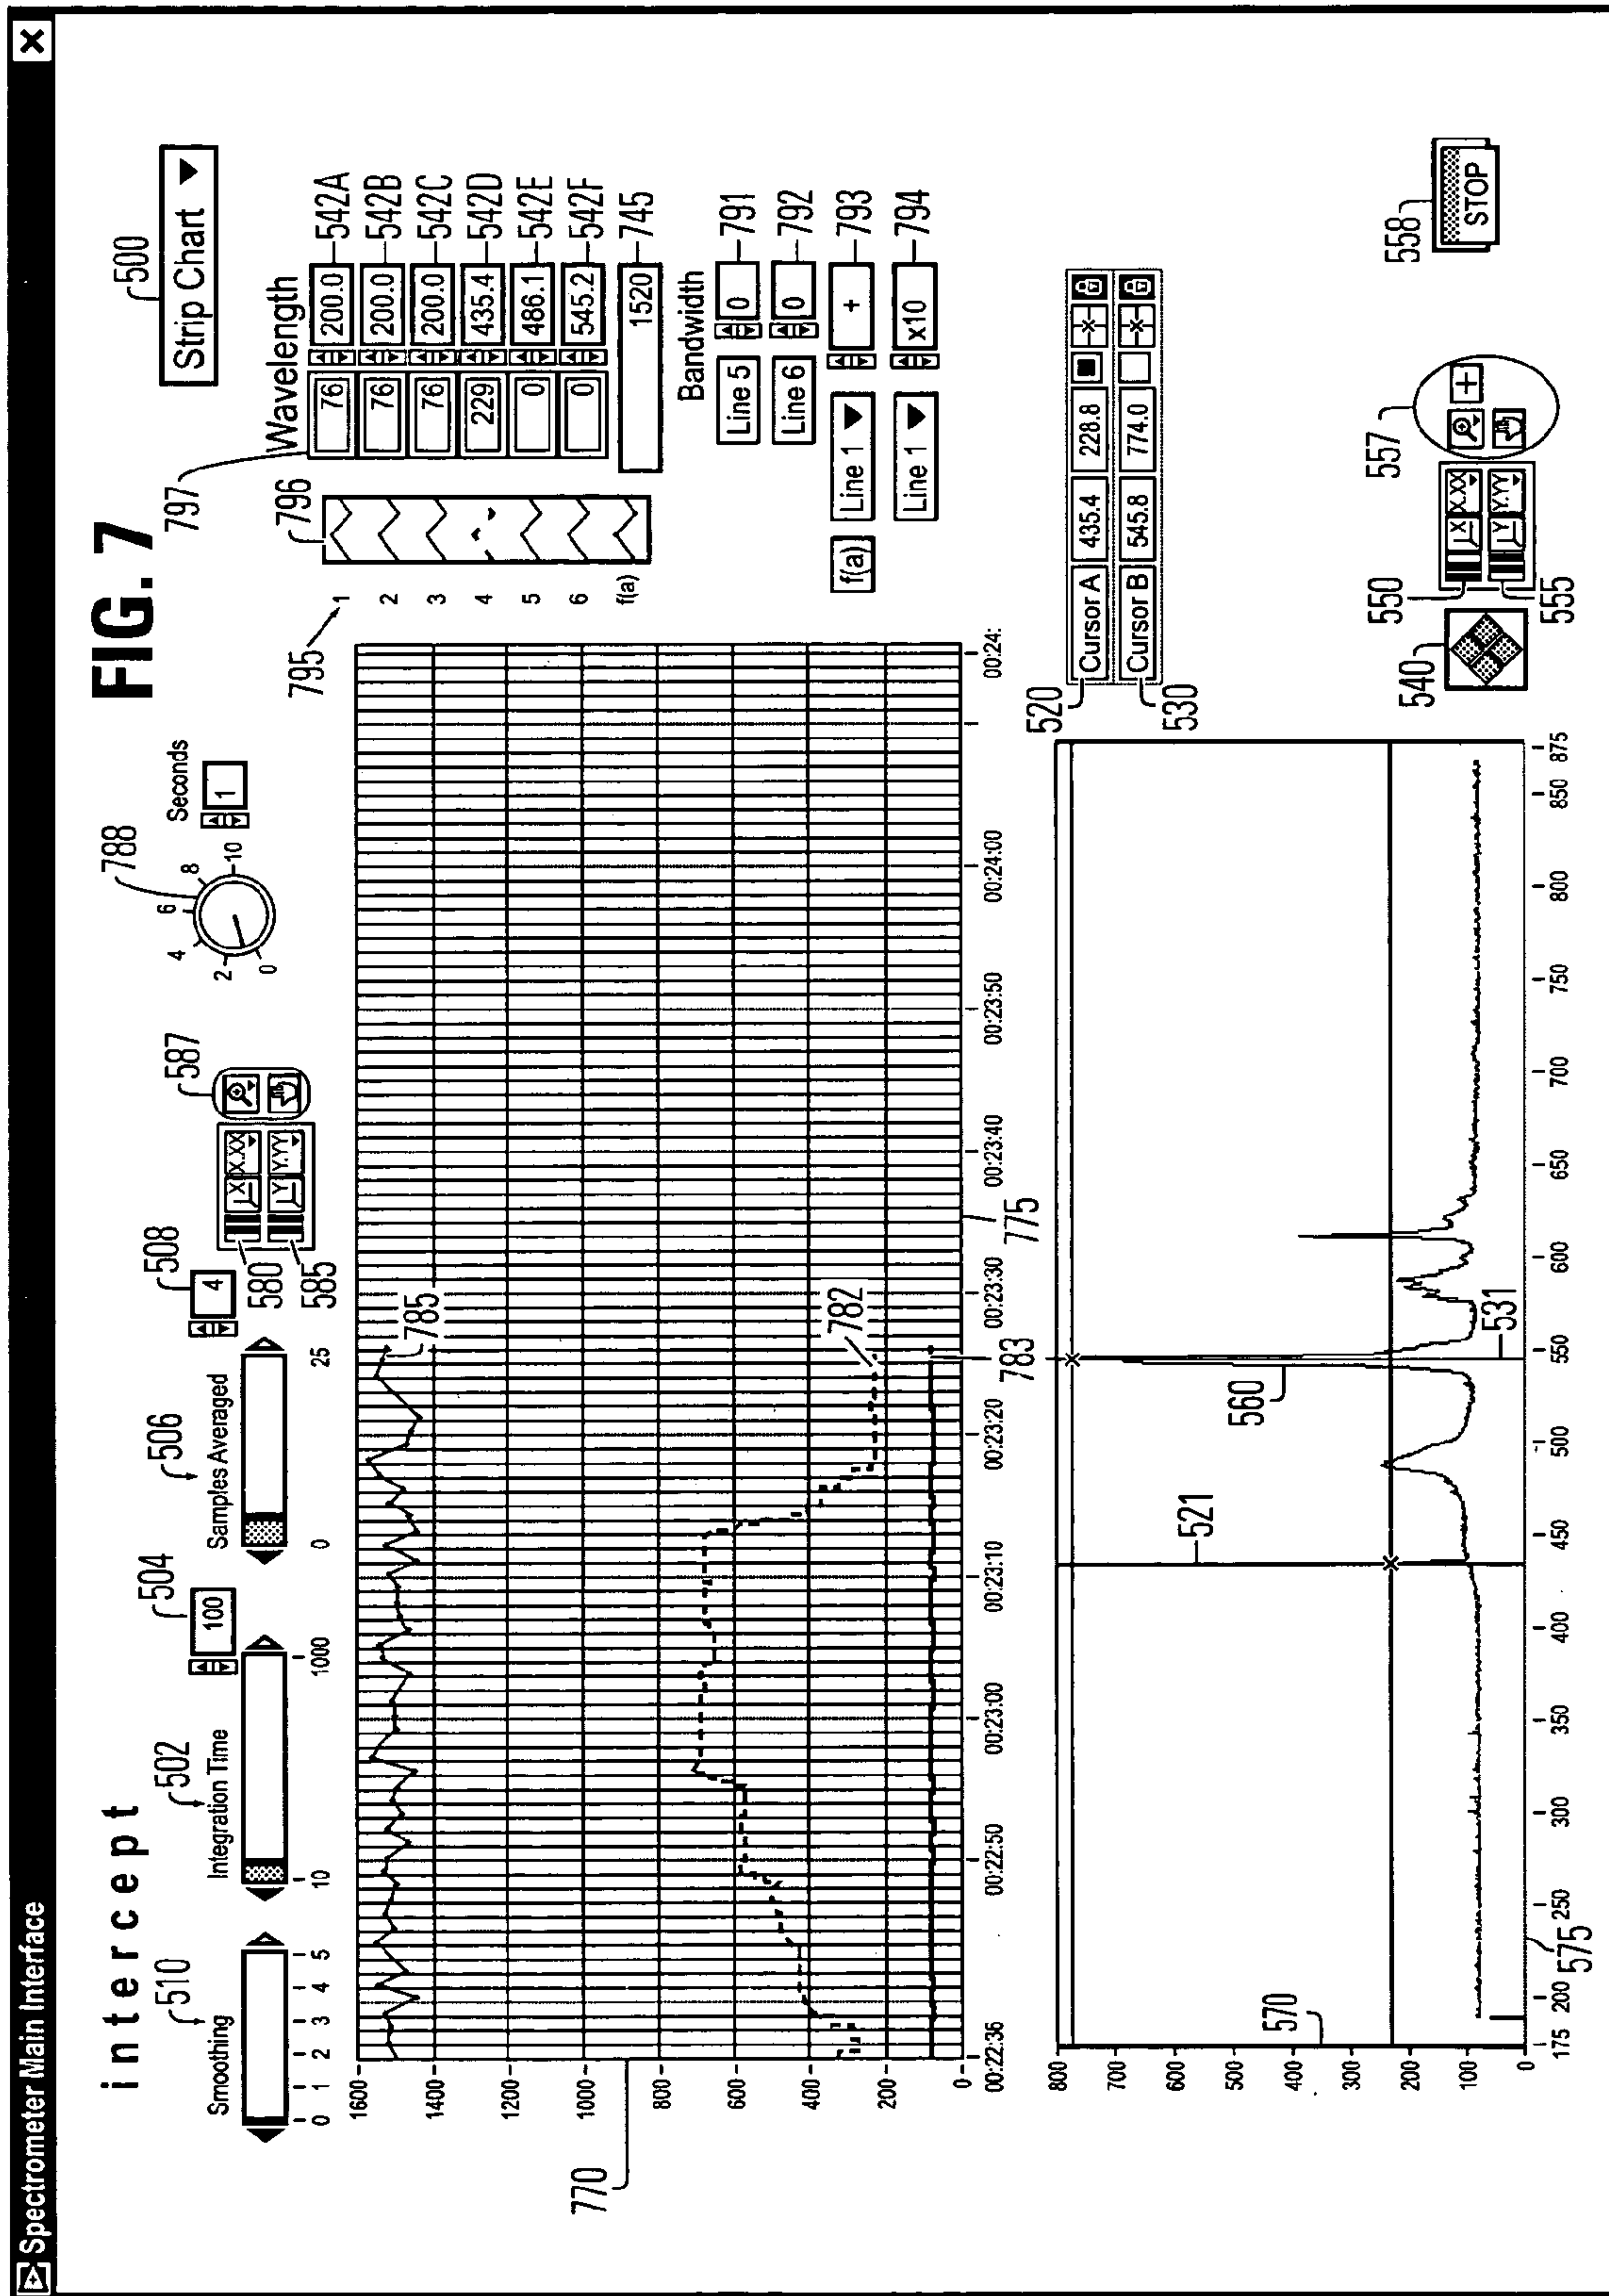 Spectrometer Main Interface
X
FIG. 7
intercept
500
Strip Chart
510
Smoothing
0 1 2 3 4 5
502
Integration Time
10 1000
504
100
506
Samples Averaged
0 25
508
4
580
585
X X.XX
Y Y.YY
587
788
0 2 4 6 8 10
Seconds
1
1600
1400
1200
1000
800
600
400
200
0
770
785
782
783
775
00:22:36 00:22:50 00:23:00 00:23:10 00:23:20 00:23:30 00:23:40 00:23:50 00:24:00 00:24:
795
796
797
Wavelength
1 76 200.0 542A
2 76 200.0 542B
3 76 200.0 542C
4 229 435.4 542D
5 0 486.1 542E
6 0 545.2 542F
f(a) 1520 745
Bandwidth
Line 5 0 791
Line 6 0 792
f(a) Line 1 + 793
Line 1 x10 794
520
Cursor A 435.4 228.8
Cursor B 545.8 774.0
530
800
700
600
500
400
300
200
100
0
570
521
560
531
575
175 200 250 300 350 400 450 500 550 600 650 700 750 800 850 875
540
550
555
X X.XX
Y Y.YY
557
558
STOP